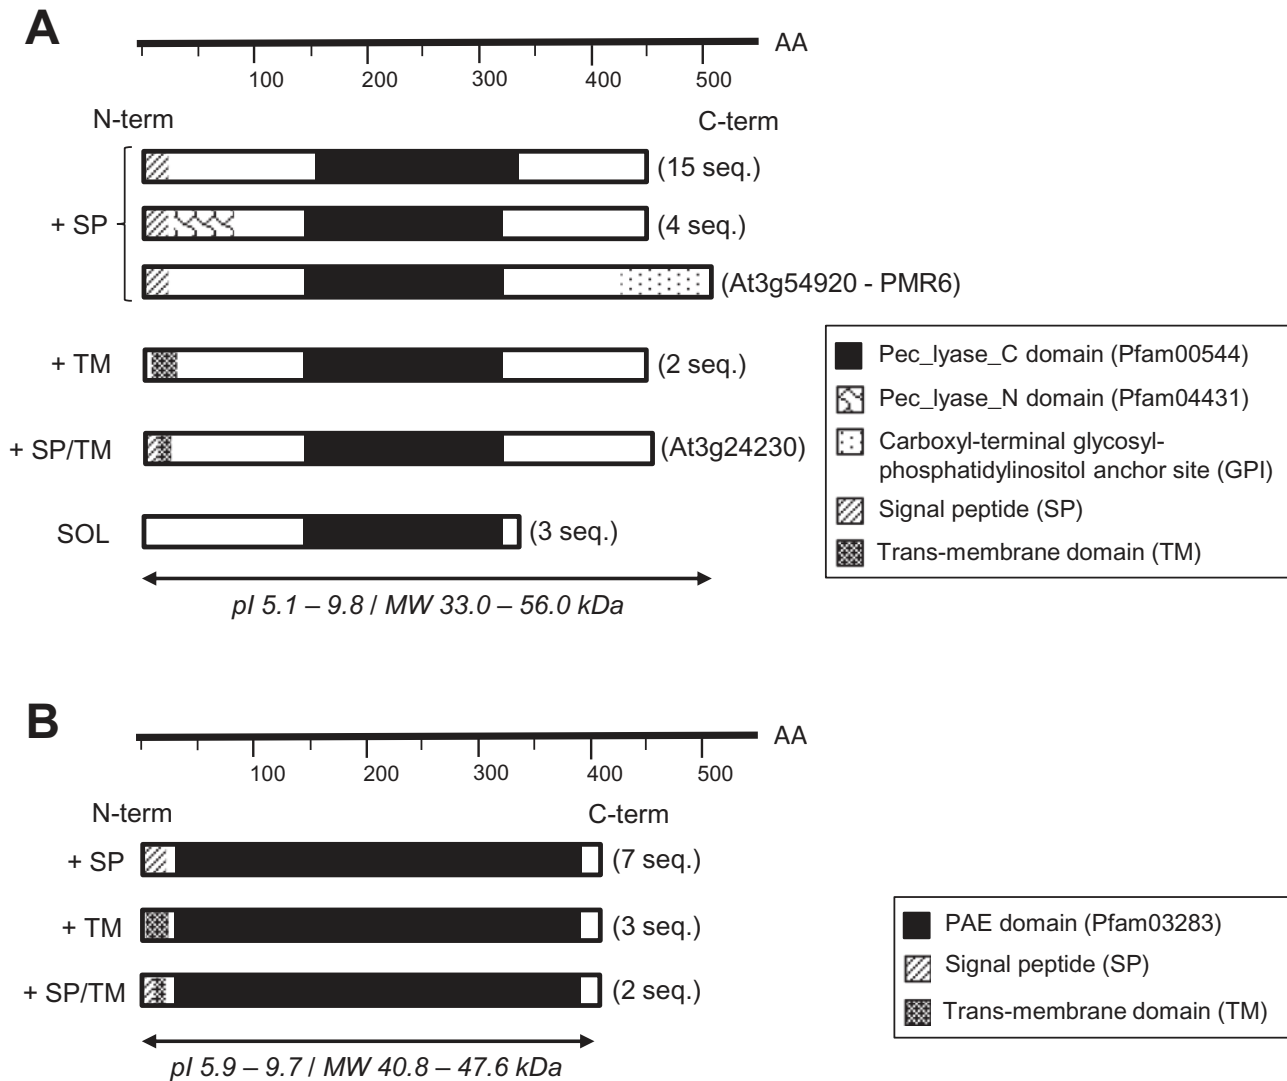 A
AA
100 200 300 400 500
N-term C-term
(15 seq.)
+ SP (4 seq.)
(At3g54920 - PMR6)
+ TM (2 seq.)
+ SP/TM (At3g24230)
SOL (3 seq.)
pI 5.1 – 9.8 / MW 33.0 – 56.0 kDa
Pec_lyase_C domain (Pfam00544)
Pec_lyase_N domain (Pfam04431)
Carboxyl-terminal glycosyl-
phosphatidylinositol anchor site (GPI)
Signal peptide (SP)
Trans-membrane domain (TM)
B
AA
100 200 300 400 500
N-term C-term
+ SP (7 seq.)
+ TM (3 seq.)
+ SP/TM (2 seq.)
pI 5.9 – 9.7 / MW 40.8 – 47.6 kDa
PAE domain (Pfam03283)
Signal peptide (SP)
Trans-membrane domain (TM)